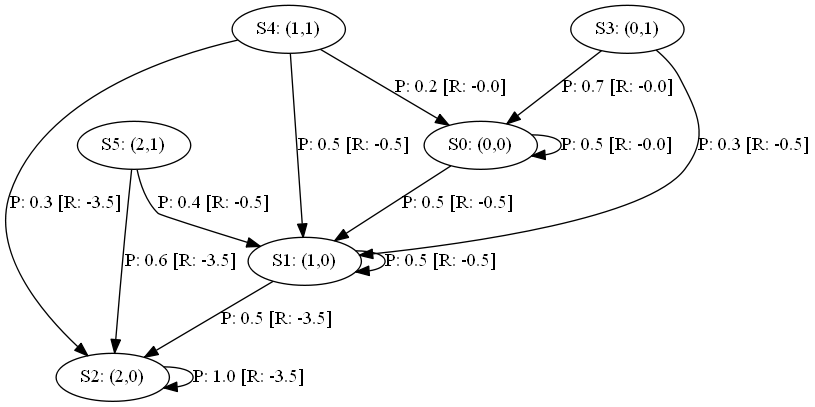 S4: (1,1)
S3: (0,1)
P: 0.2 [R: -0.0]
P: 0.7 [R: -0.0]
S5: (2,1)
P: 0.5 [R: -0.5]
S0: (0,0)
P: 0.5 [R: -0.0]
P: 0.3 [R: -0.5]
P: 0.3 [R: -3.5]
P: 0.4 [R: -0.5]
P: 0.5 [R: -0.5]
P: 0.6 [R: -3.5]
S1: (1,0)
P: 0.5 [R: -0.5]
P: 0.5 [R: -3.5]
S2: (2,0)
P: 1.0 [R: -3.5]